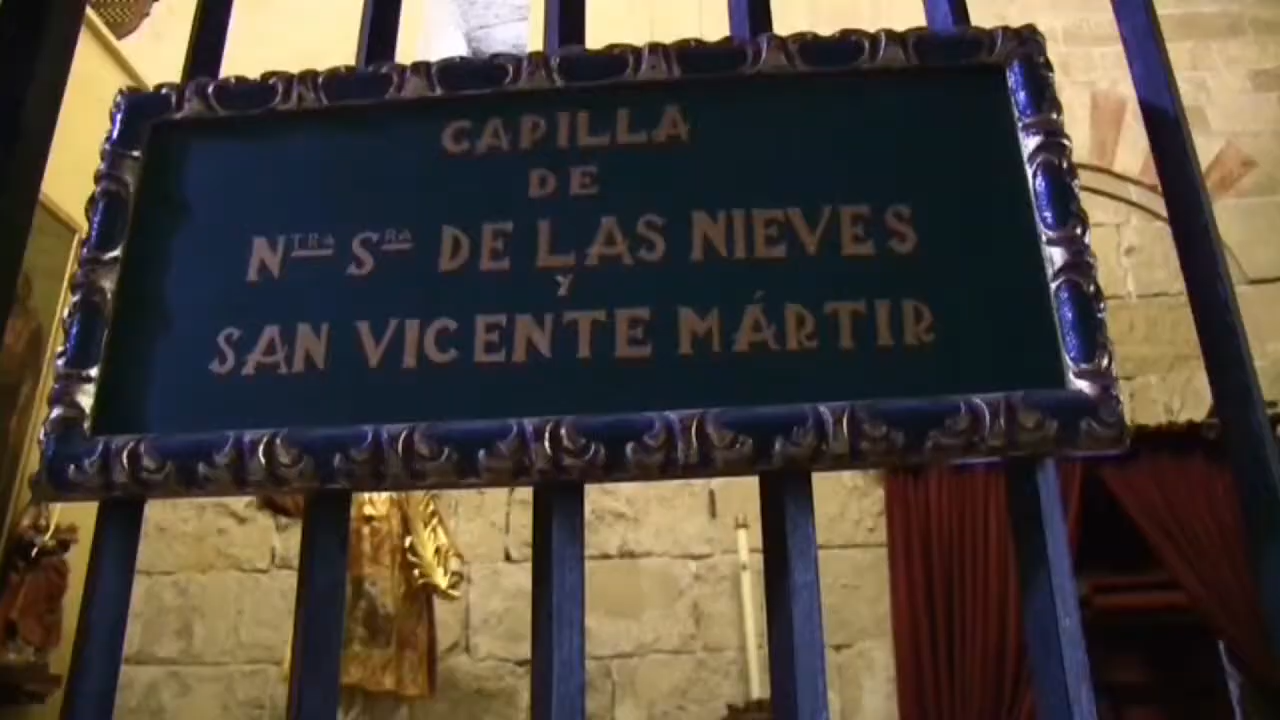 CAPILLA
DE
NTRA SRA DE LAS NIEVES
Y
SAN VICENTE MÁRTIR